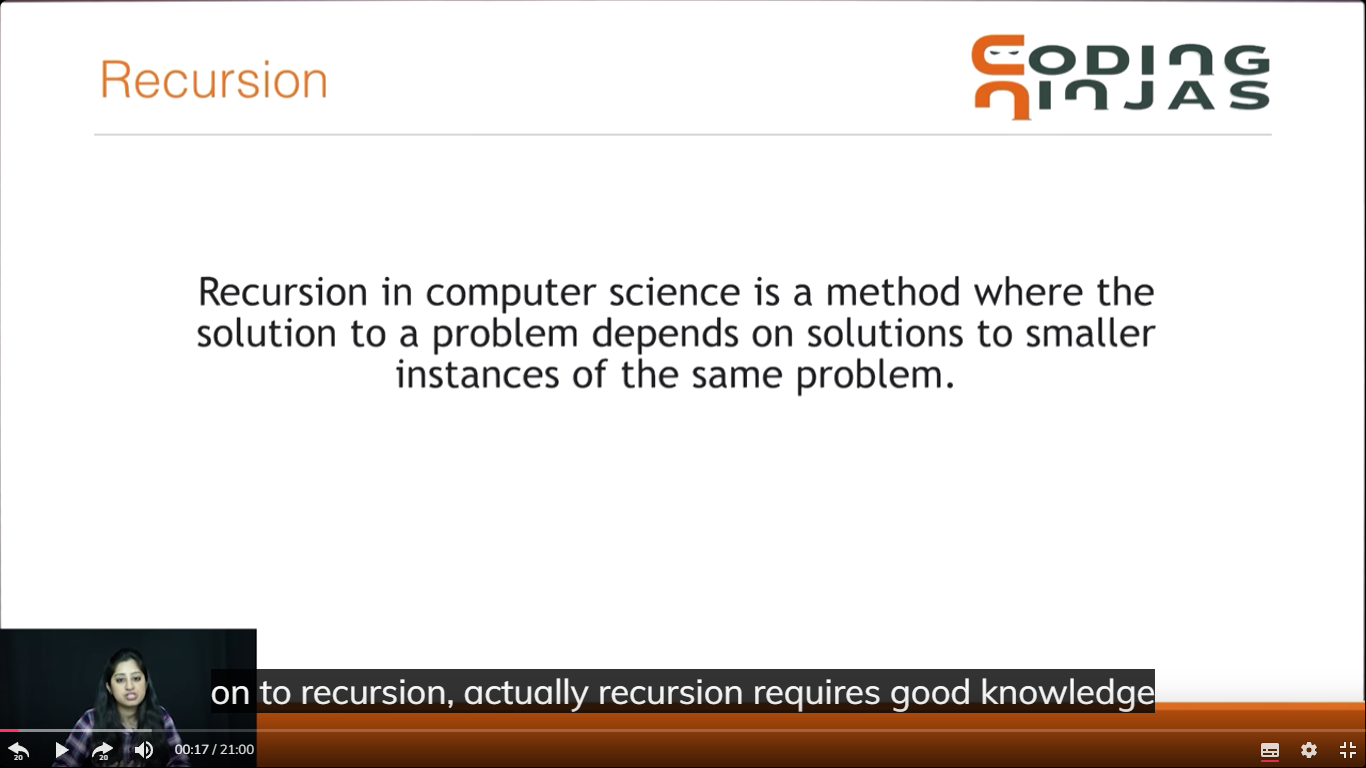 Recursion
CODING
NINJAS
Recursion in computer science is a method where the
solution to a problem depends on solutions to smaller
instances of the same problem.
on to recursion, actually recursion requires good knowledge
20
20
00:17 / 21:00